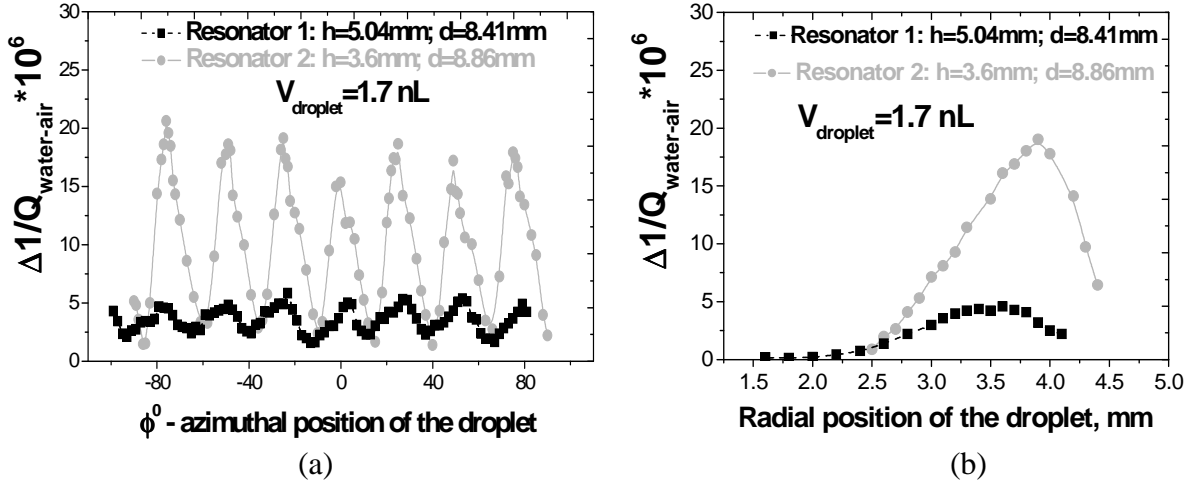 Resonator 1: h=5.04mm; d=8.41mm
Resonator 2: h=3.6mm; d=8.86mm
V_droplet=1.7 nL
Δ1/Q_water-air*10^6
30
25
20
15
10
5
0
-80 -40 0 40 80
ϕ^0 - azimuthal position of the droplet
(a)
Resonator 1: h=5.04mm; d=8.41mm
Resonator 2: h=3.6mm; d=8.86mm
V_droplet=1.7 nL
Δ1/Q_water-air*10^6
30
25
20
15
10
5
0
1.5 2.0 2.5 3.0 3.5 4.0 4.5 5.0
Radial position of the droplet, mm
(b)